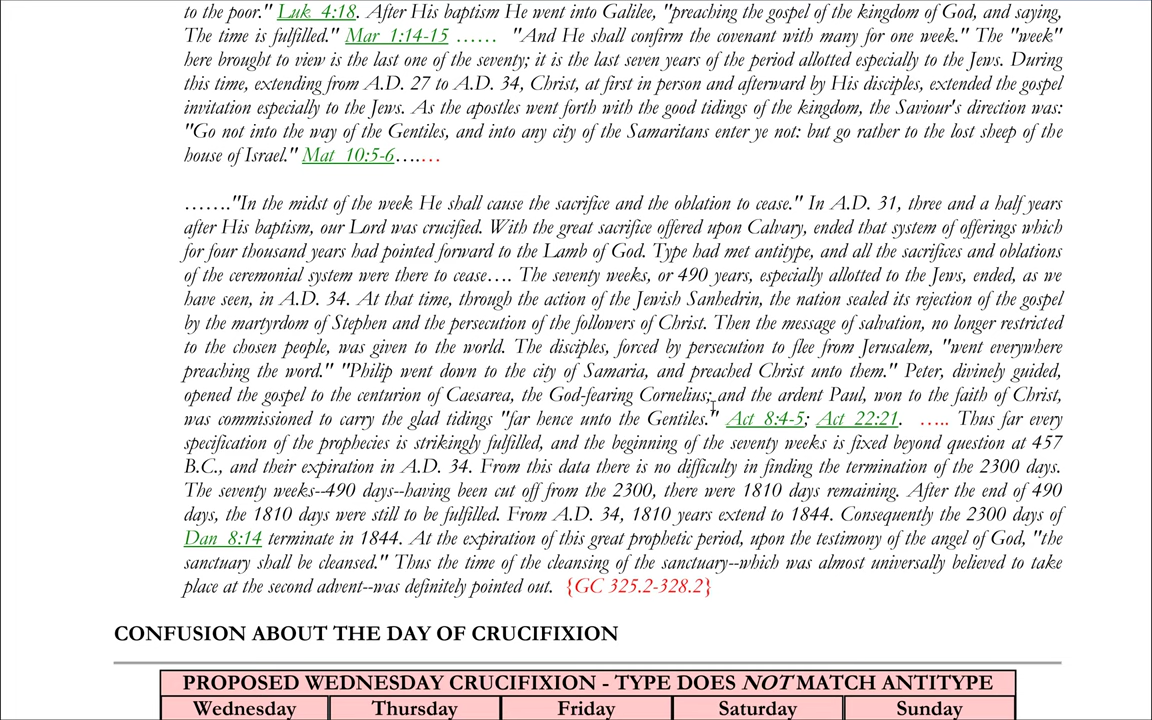 to the poor." Luk_4:18. After His baptism He went into Galilee, "preaching the gospel of the kingdom of God, and saying,
The time is fulfilled." Mar_1:14-15 …… "And He shall confirm the covenant with many for one week." The "week"
here brought to view is the last one of the seventy; it is the last seven years of the period allotted especially to the Jews. During
this time, extending from A.D. 27 to A.D. 34, Christ, at first in person and afterward by His disciples, extended the gospel
invitation especially to the Jews. As the apostles went forth with the good tidings of the kingdom, the Saviour's direction was:
"Go not into the way of the Gentiles, and into any city of the Samaritans enter ye not: but go rather to the lost sheep of the
house of Israel." Mat_10:5-6….…
…….."In the midst of the week He shall cause the sacrifice and the oblation to cease." In A.D. 31, three and a half years
after His baptism, our Lord was crucified. With the great sacrifice offered upon Calvary, ended that system of offerings which
for four thousand years had pointed forward to the Lamb of God. Type had met antitype, and all the sacrifices and oblations
of the ceremonial system were there to cease…. The seventy weeks, or 490 years, especially allotted to the Jews, ended, as we
have seen, in A.D. 34. At that time, through the action of the Jewish Sanhedrin, the nation sealed its rejection of the gospel
by the martyrdom of Stephen and the persecution of the followers of Christ. Then the message of salvation, no longer restricted
to the chosen people, was given to the world. The disciples, forced by persecution to flee from Jerusalem, "went everywhere
preaching the word." "Philip went down to the city of Samaria, and preached Christ unto them." Peter, divinely guided,
opened the gospel to the centurion of Caesarea, the God-fearing Cornelius; and the ardent Paul, won to the faith of Christ,
was commissioned to carry the glad tidings "far hence unto the Gentiles." Act_8:4-5; Act_22:21. ….. Thus far every
specification of the prophecies is strikingly fulfilled, and the beginning of the seventy weeks is fixed beyond question at 457
B.C., and their expiration in A.D. 34. From this data there is no difficulty in finding the termination of the 2300 days.
The seventy weeks--490 days--having been cut off from the 2300, there were 1810 days remaining. After the end of 490
days, the 1810 days were still to be fulfilled. From A.D. 34, 1810 years extend to 1844. Consequently the 2300 days of
Dan_8:14 terminate in 1844. At the expiration of this great prophetic period, upon the testimony of the angel of God, "the
sanctuary shall be cleansed." Thus the time of the cleansing of the sanctuary--which was almost universally believed to take
place at the second advent--was definitely pointed out. {GC 325.2-328.2}
CONFUSION ABOUT THE DAY OF CRUCIFIXION
PROPOSED WEDNESDAY CRUCIFIXION - TYPE DOES NOT MATCH ANTITYPE
Wednesday Thursday Friday Saturday Sunday